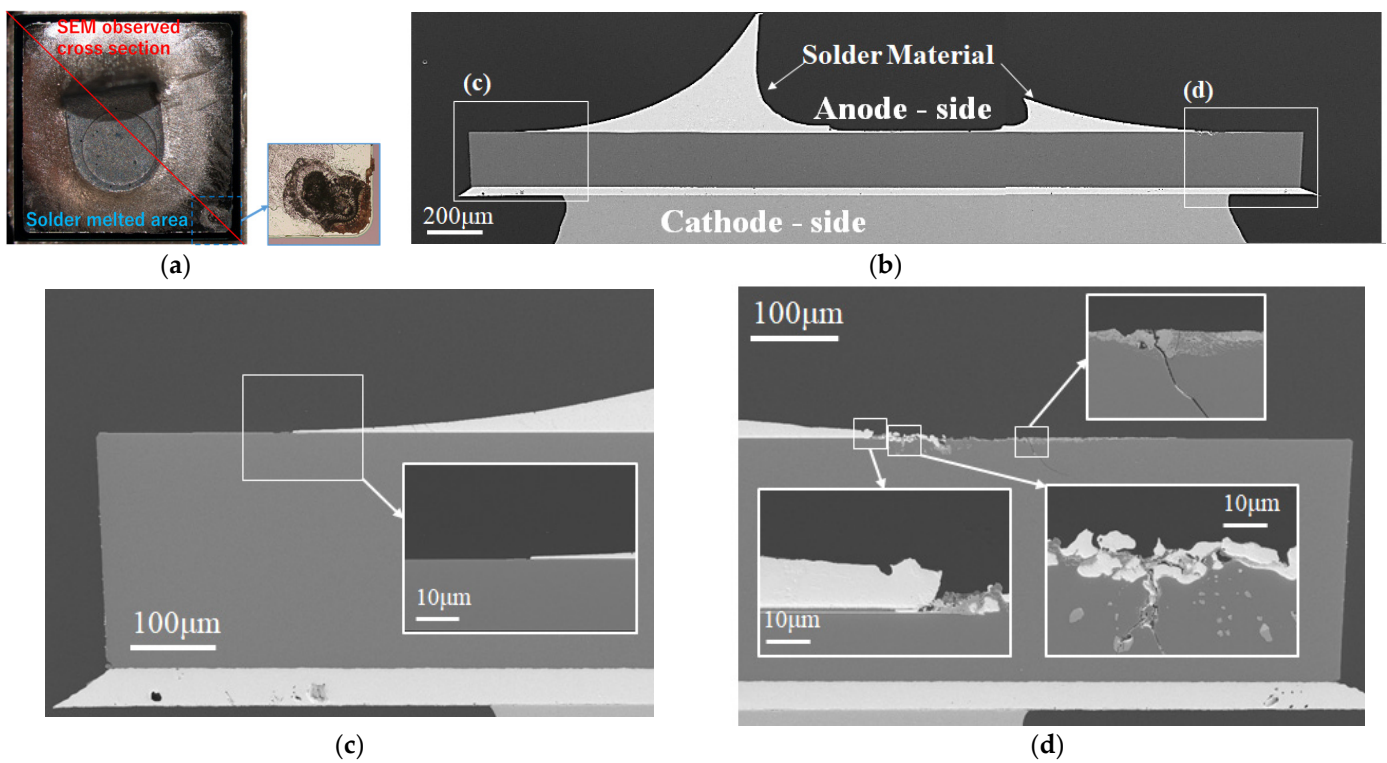 SEM observed
cross section
Solder melted area
(a)
(c)
Solder Material
(d)
Anode - side
200μm
Cathode - side
(b)
10μm
100μm
(c)
100μm
10μm
10μm
(d)